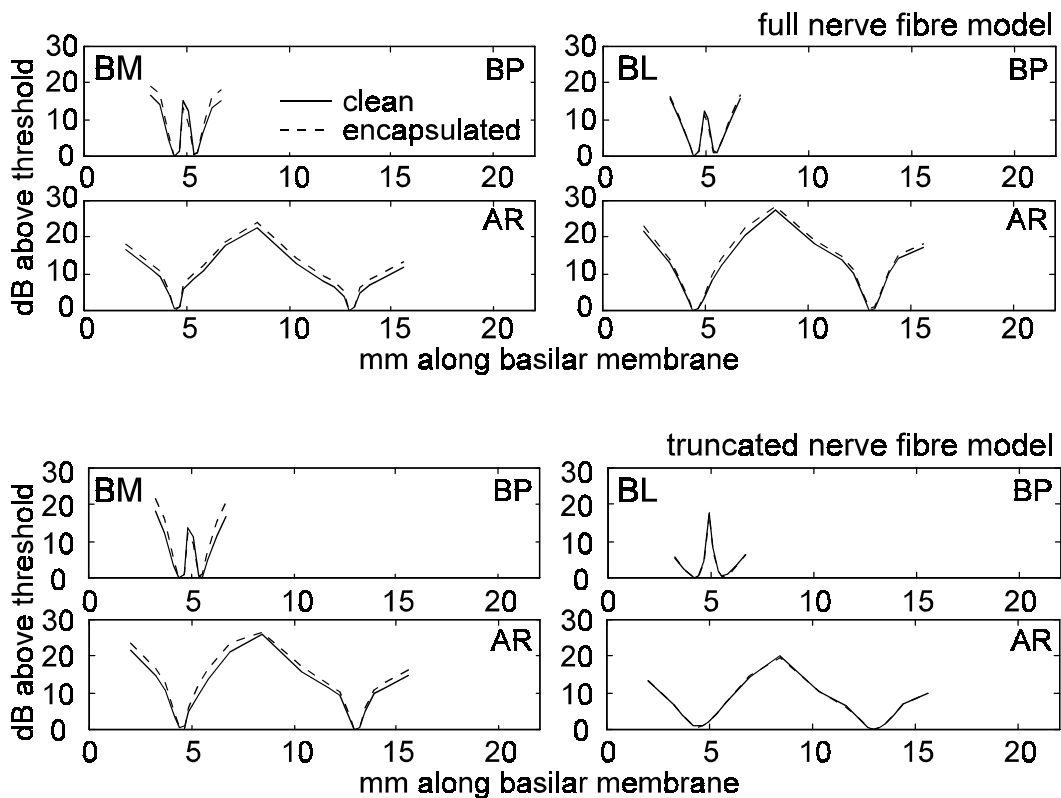 full nerve fibre model
30
20
10
0
BM
BP
clean
encapsulated
0 5 10 15 20
30
20
10
0
BL
BP
0 5 10 15 20
dB above threshold
30
20
10
0
AR
0 5 10 15 20
30
20
10
0
AR
0 5 10 15 20
mm along basilar membrane
truncated nerve fibre model
30
20
10
0
BM
BP
0 5 10 15 20
30
20
10
0
BL
BP
0 5 10 15 20
dB above threshold
30
20
10
0
AR
0 5 10 15 20
30
20
10
0
AR
0 5 10 15 20
mm along basilar membrane